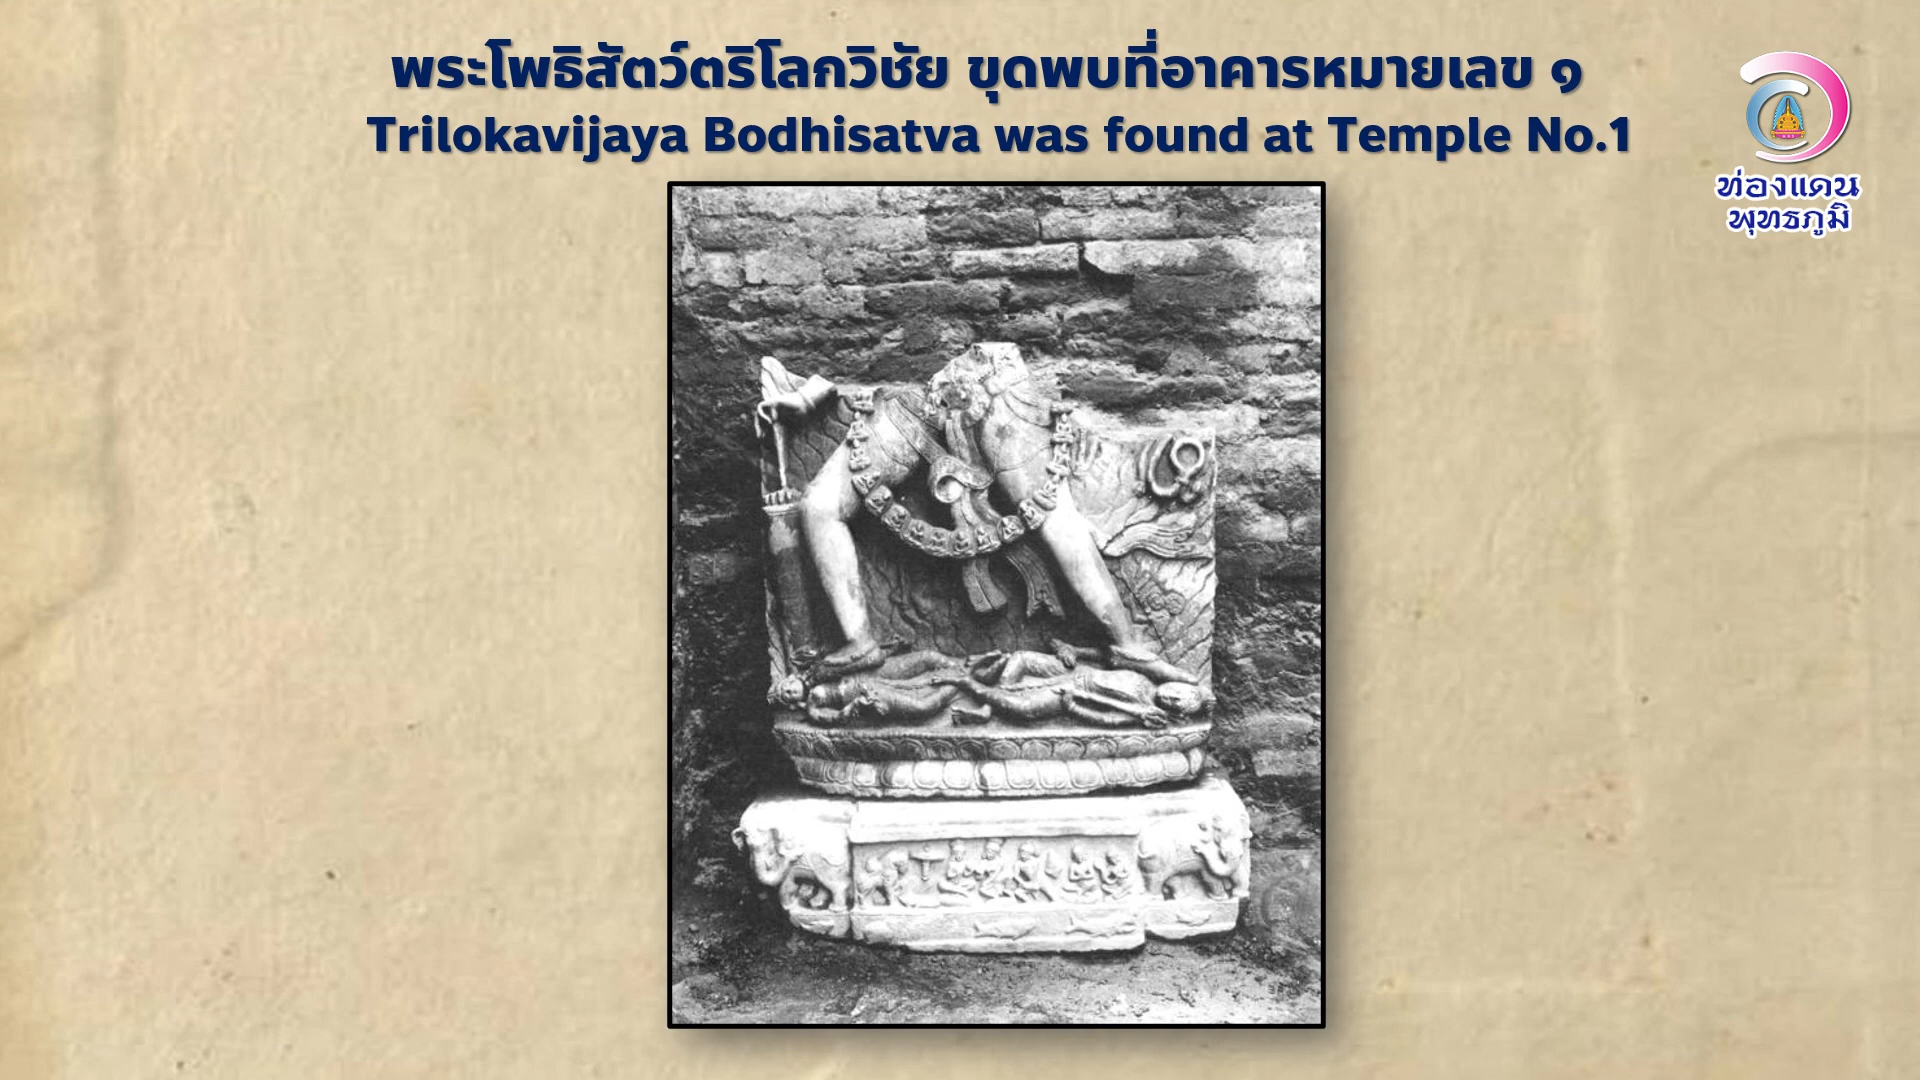 พระโพธิสัตว์ตริโลกวิชัย ขุดพบที่อาคารหมายเลข ๑
Trilokavijaya Bodhisatva was found at Temple No.1
ท่องแดน
พุทธภูมิ